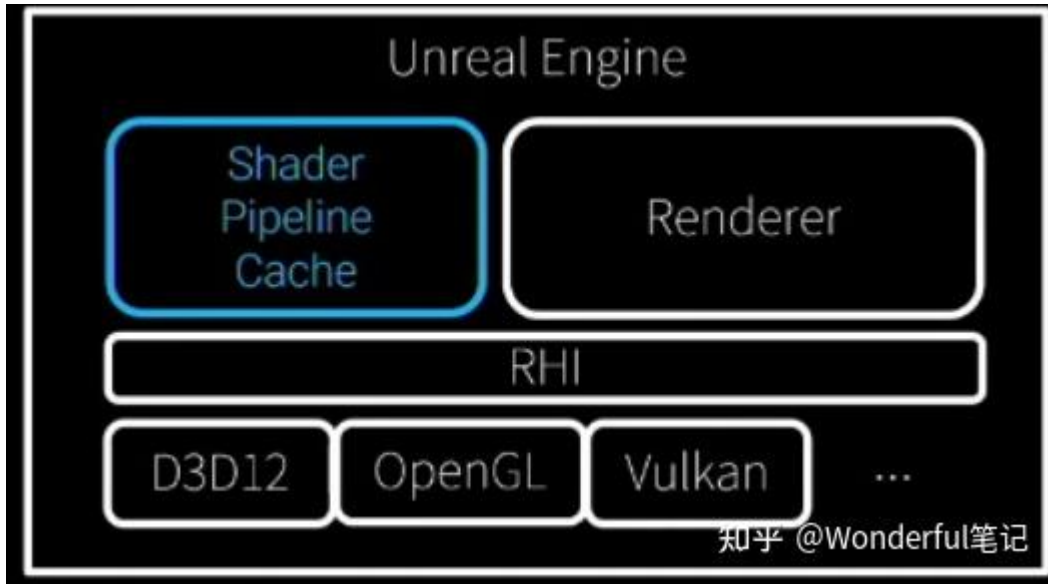 Unreal Engine
Shader
Pipeline
Cache
Renderer
RHI
D3D12 OpenGL Vulkan ...
知乎 @Wonderful笔记